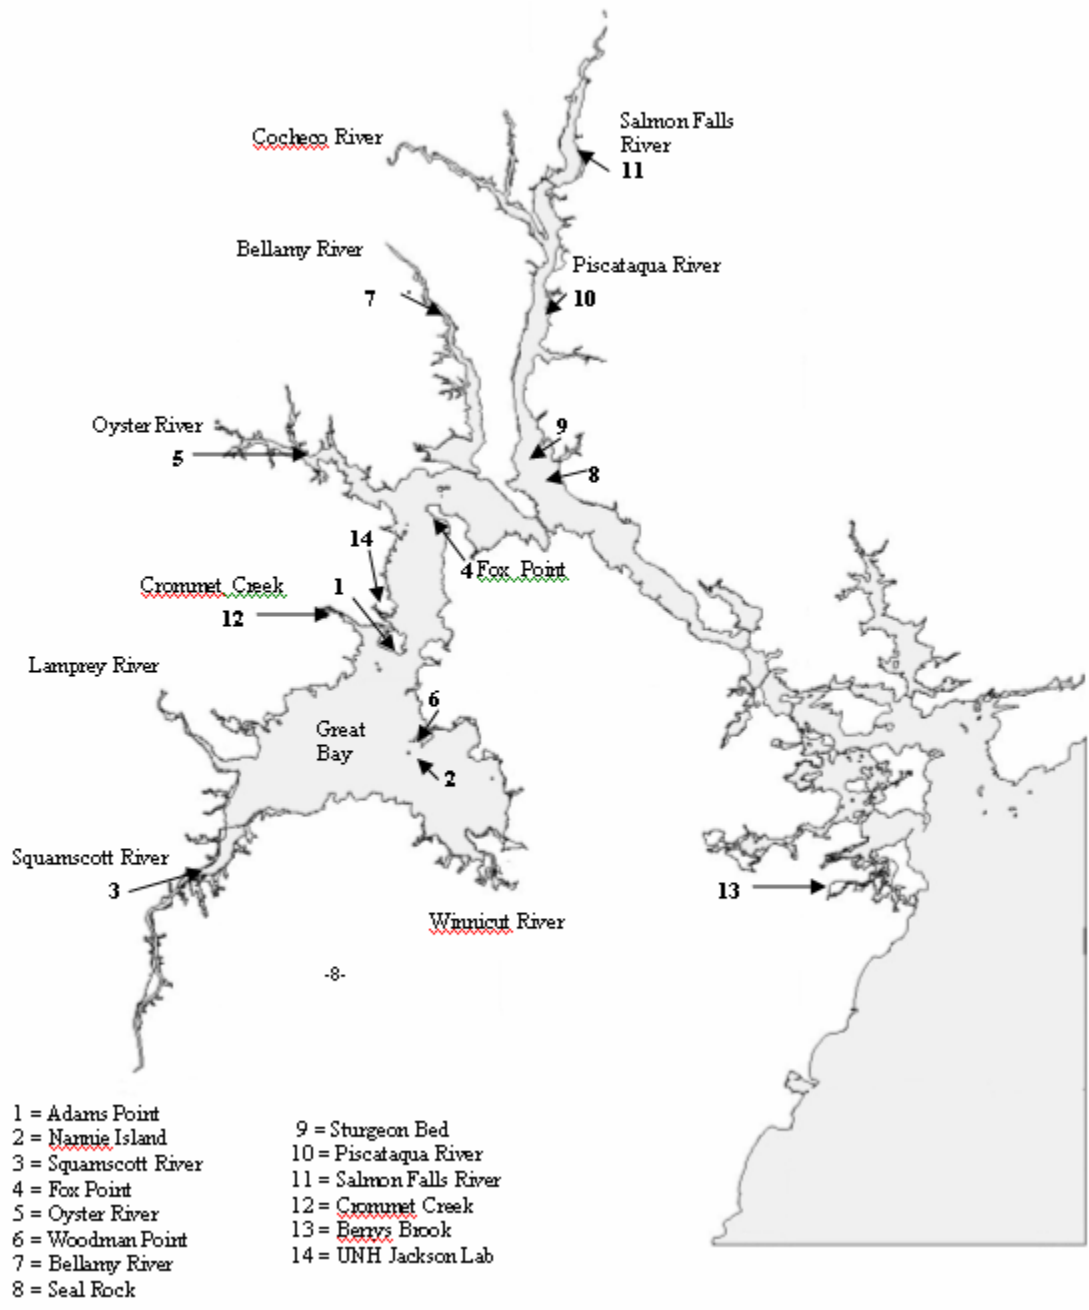 Salmon Falls
River
11
Cocheco River
Bellamy River
7
Piscataqua River
10
Oyster River
5
9
8
14
4 Fox Point
Crommet Creek
1
12
Lamprey River
6
Great
Bay
2
Squamscott River
3
13
Winnicut River
-8-
1 = Adams Point
2 = Nannie Island
3 = Squamscott River
4 = Fox Point
5 = Oyster River
6 = Woodman Point
7 = Bellamy River
8 = Seal Rock
9 = Sturgeon Bed
10 = Piscataqua River
11 = Salmon Falls River
12 = Crommet Creek
13 = Berrys Brook
14 = UNH Jackson Lab